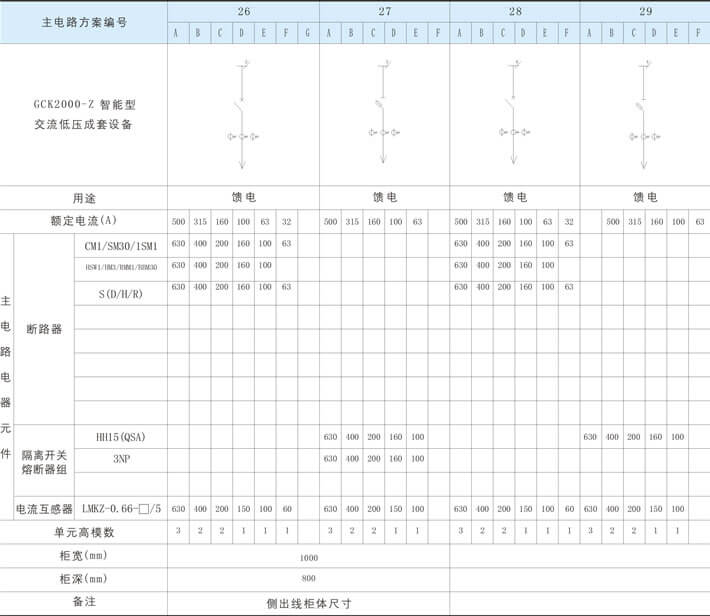 主电路方案编号 26 27 28 29
A B C D E F G A B C D E F A B C D E F A B C D E F
GCK2000-Z 智能型
交流低压成套设备
用途 馈电 馈电 馈电 馈电
额定电流(A) 500 315 160 100 63 32 500 315 160 100 63 500 315 160 100 63 32 500 315 160 100 63
主电路电器元件
断路器
CM1/SM30/1SM1 630 400 200 160 100 63 630 400 200 160 100 63
HSW1/HM3/RMM1/BBM30 630 400 200 160 100 630 400 200 160 100
S(D/H/R) 630 400 200 160 100 63 630 400 200 160 100 63
隔离开关
熔断器组
HH15(QSA) 630 400 200 160 100 630 400 200 160 100
3NP 630 400 200 160 100
电流互感器 LMKZ-0.66-□/5 630 400 200 150 100 60 630 400 200 150 100 630 400 200 150 100 60 630 400 200 150 100
单元高模数 3 2 2 1 1 1 3 2 2 1 1 3 2 2 1 1 1 3 2 2 1 1
柜宽(mm) 1000
柜深(mm) 800
备注 侧出线柜体尺寸